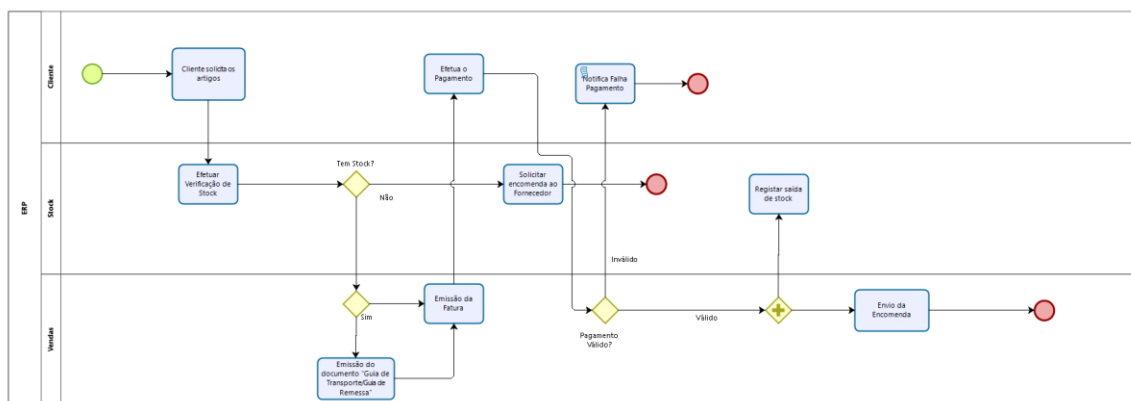 ERP
Cliente
Cliente solicita os
artigos
Efetua o
Pagamento
Notifica Falha
Pagamento
Stock
Efetuar
Verificação de
Stock
Tem Stock?
Não
Solicitar
encomenda ao
Fornecedor
Registar saída
de stock
Inválido
Vendas
Sim
Emissão da
Fatura
Emissão do
documento "Guia de
Transporte/Guia de
Remessa"
Pagamento
Válido?
Válido
Envio da
Encomenda